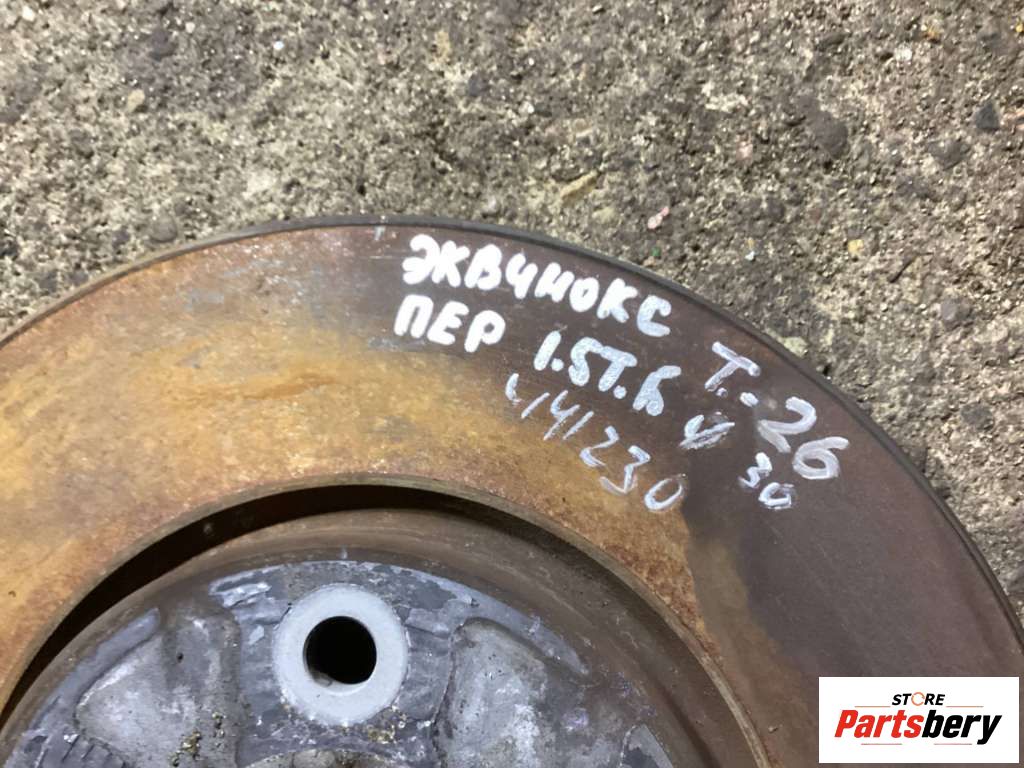 ЭКВИНОКС
ПЕР 1.5Т.Б. Т.-26
441230 ψ 30
STORE
Partsbery